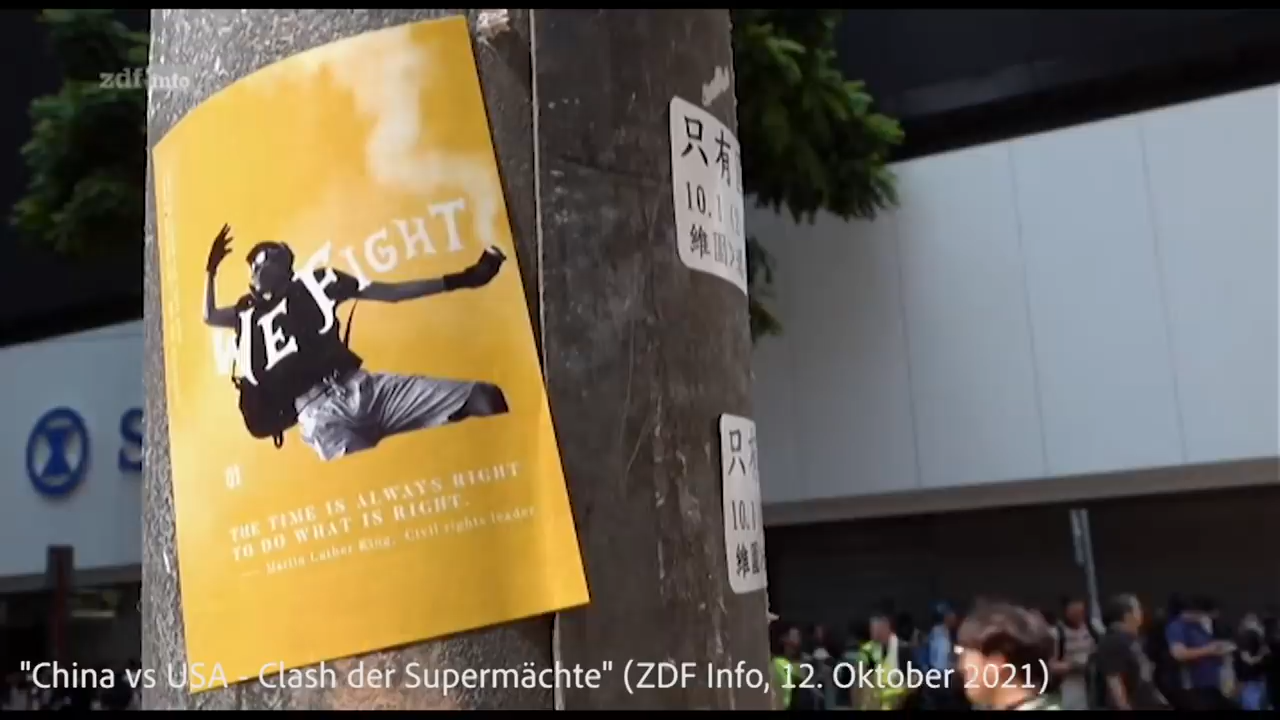 zdf info
WE FIGHT
01
THE TIME IS ALWAYS RIGHT
TO DO WHAT IS RIGHT.
— Martin Luther King, Civil rights leader
只有
10.1
維園
只
10.1
維園
S
"China vs USA - Clash der Supermächte" (ZDF Info, 12. Oktober 2021)